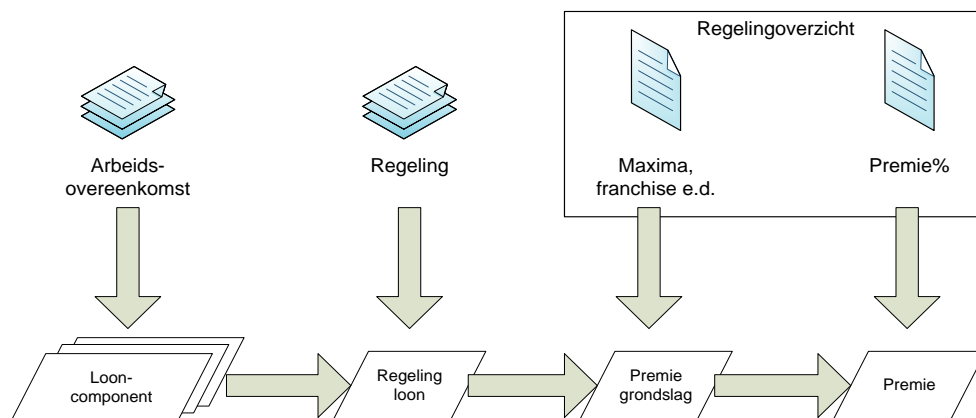 Regelingoverzicht
Arbeids-
overeenkomst
Regeling
Maxima,
franchise e.d.
Premie%
Loon-
component
Regeling
loon
Premie
grondslag
Premie